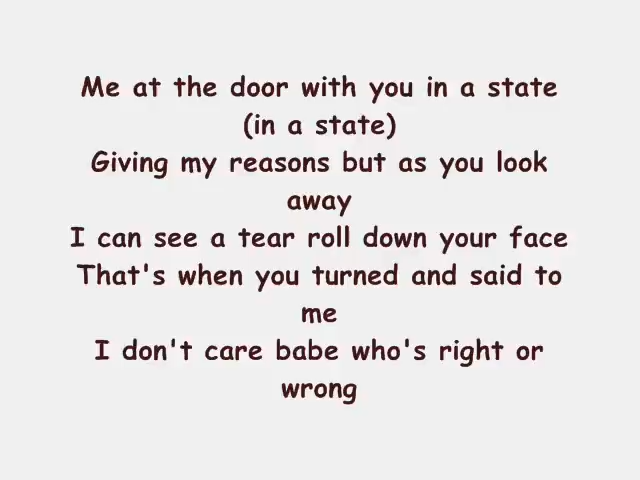 Me at the door with you in a state
(in a state)
Giving my reasons but as you look
away
I can see a tear roll down your face
That's when you turned and said to
me
I don't care babe who's right or
wrong